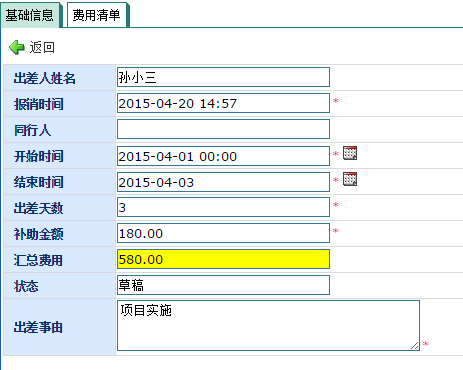 基础信息 费用清单
返回
出差人姓名 孙小三
报消时间 2015-04-20 14:57 *
同行人
开始时间 2015-04-01 00:00 *
结束时间 2015-04-03 *
出差天数 3 *
补助金额 180.00 *
汇总费用 580.00
状态 草稿
出差事由 项目实施 *